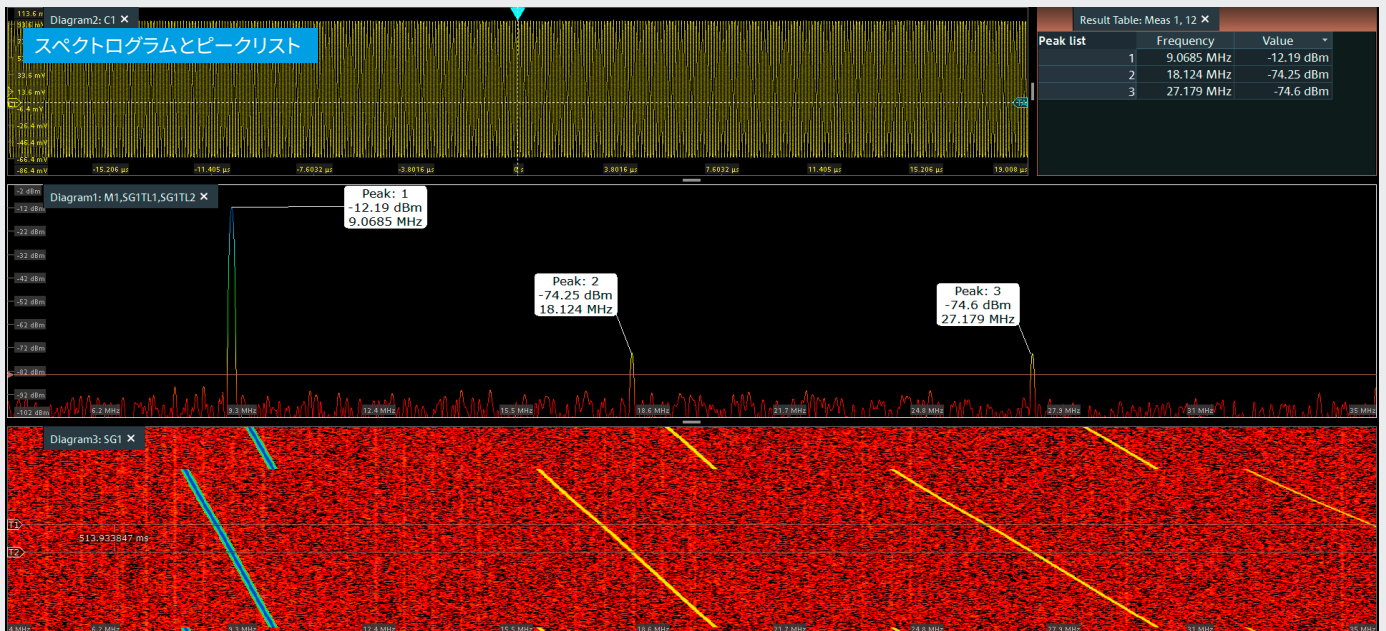 113.6 m
Diagram2: C1 ✕
スペクトログラムとピークリスト
33.6 mV
13.6 mV
-6.4 mV
-26.4 mV
-46.4 mV
-66.4 mV
-86.4 mV
-15.206 µs
-11.405 µs
-7.6032 µs
-3.8016 µs
0 s
3.8016 µs
7.6032 µs
11.405 µs
15.206 µs
19.008 µs
Result Table: Meas 1, 12 ✕
Peak list Frequency Value
1 9.0685 MHz -12.19 dBm
2 18.124 MHz -74.25 dBm
3 27.179 MHz -74.6 dBm
Diagram1: M1,SG1TL1,SG1TL2 ✕
-2 dBm
-12 dBm
-22 dBm
-32 dBm
-42 dBm
-52 dBm
-62 dBm
-72 dBm
-82 dBm
-92 dBm
-102 dBm
Peak: 1
-12.19 dBm
9.0685 MHz
Peak: 2
-74.25 dBm
18.124 MHz
Peak: 3
-74.6 dBm
27.179 MHz
6.2 MHz
9.3 MHz
12.4 MHz
15.5 MHz
18.6 MHz
21.7 MHz
24.8 MHz
27.9 MHz
31 MHz
35 MHz
Diagram3: SG1 ✕
T1
513.933847 ms
T2
4 MHz
6.2 MHz
9.3 MHz
12.4 MHz
15.5 MHz
18.6 MHz
21.7 MHz
24.8 MHz
27.9 MHz
31 MHz
35 MHz